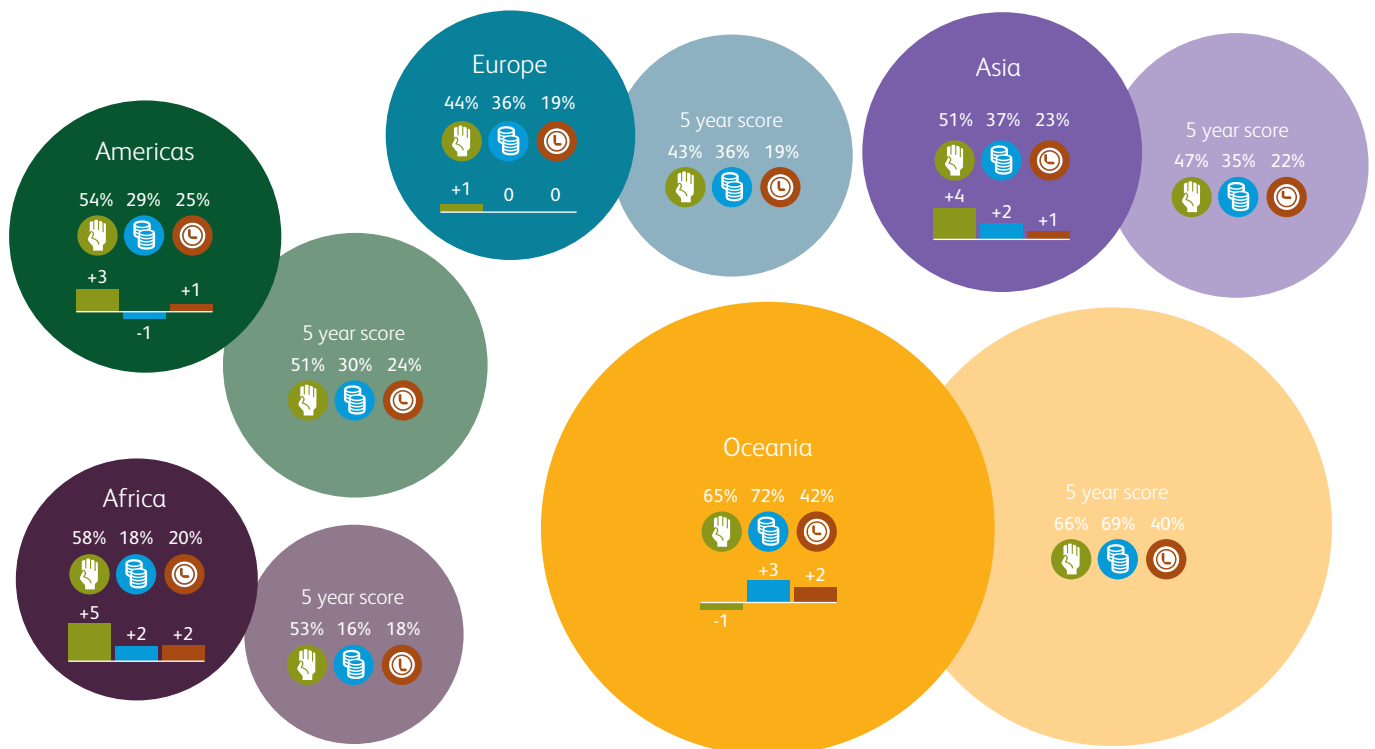 Americas
54% 29% 25%
+3
-1
+1
5 year score
51% 30% 24%
Europe
44% 36% 19%
+1 0 0
5 year score
43% 36% 19%
Asia
51% 37% 23%
+4
+2
+1
5 year score
47% 35% 22%
Africa
58% 18% 20%
+5
+2 +2
5 year score
53% 16% 18%
Oceania
65% 72% 42%
-1
+3
+2
5 year score
66% 69% 40%